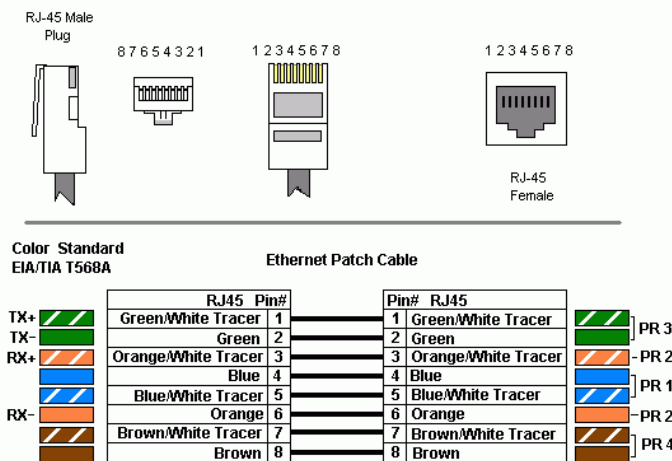 RJ-45 Male
Plug
8 7 6 5 4 3 2 1
1 2 3 4 5 6 7 8
1 2 3 4 5 6 7 8
RJ-45
Female
Color Standard
EIA/TIA T568A
Ethernet Patch Cable
RJ45 Pin# Pin# RJ45
TX+ Green/White Tracer 1 1 Green/White Tracer
TX- Green 2 2 Green PR 3
RX+ Orange/White Tracer 3 3 Orange/White Tracer PR 2
Blue 4 4 Blue
Blue/White Tracer 5 5 Blue/White Tracer PR 1
RX- Orange 6 6 Orange PR 2
Brown/White Tracer 7 7 Brown/White Tracer
Brown 8 8 Brown PR 4